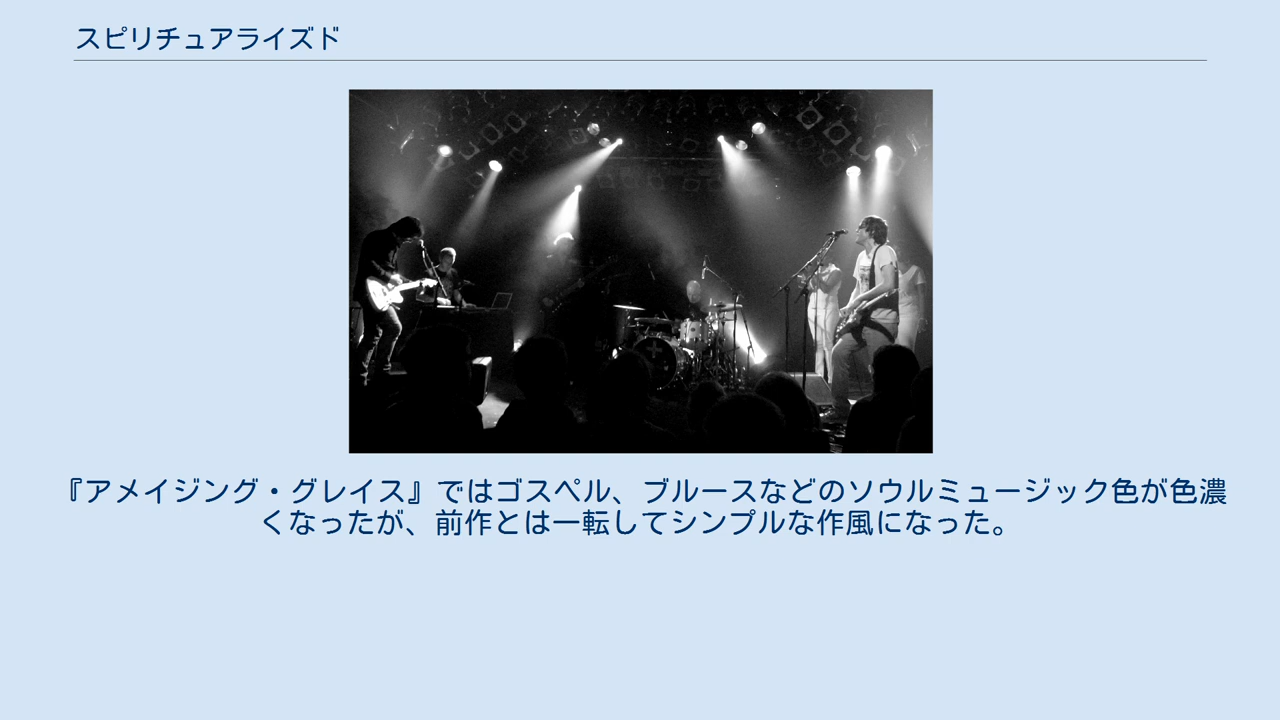 スピリチュアライズド
『アメイジング・グレイス』ではゴスペル、ブルースなどのソウルミュージック色が色濃
くなったが、前作とは一転してシンプルな作風になった。